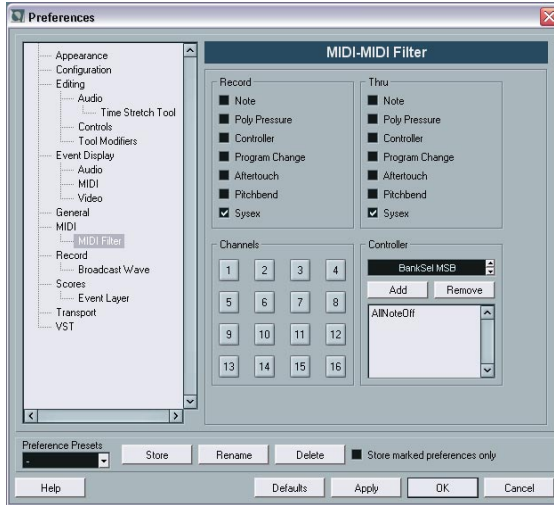 Preferences
Appearance
Configuration
Editing
Audio
Time Stretch Tool
Controls
Tool Modifiers
Event Display
Audio
MIDI
Video
General
MIDI
MIDI Filter
Record
Broadcast Wave
Scores
Event Layer
Transport
VST
MIDI-MIDI Filter
Record
Note
Poly Pressure
Controller
Program Change
Aftertouch
Pitchbend
Sysex
Thru
Note
Poly Pressure
Controller
Program Change
Aftertouch
Pitchbend
Sysex
Channels
1 2 3 4
5 6 7 8
9 10 11 12
13 14 15 16
Controller
BankSel MSB
Add Remove
AllNoteOff
Preference Presets
-
Store Rename Delete Store marked preferences only
Help Defaults Apply OK Cancel